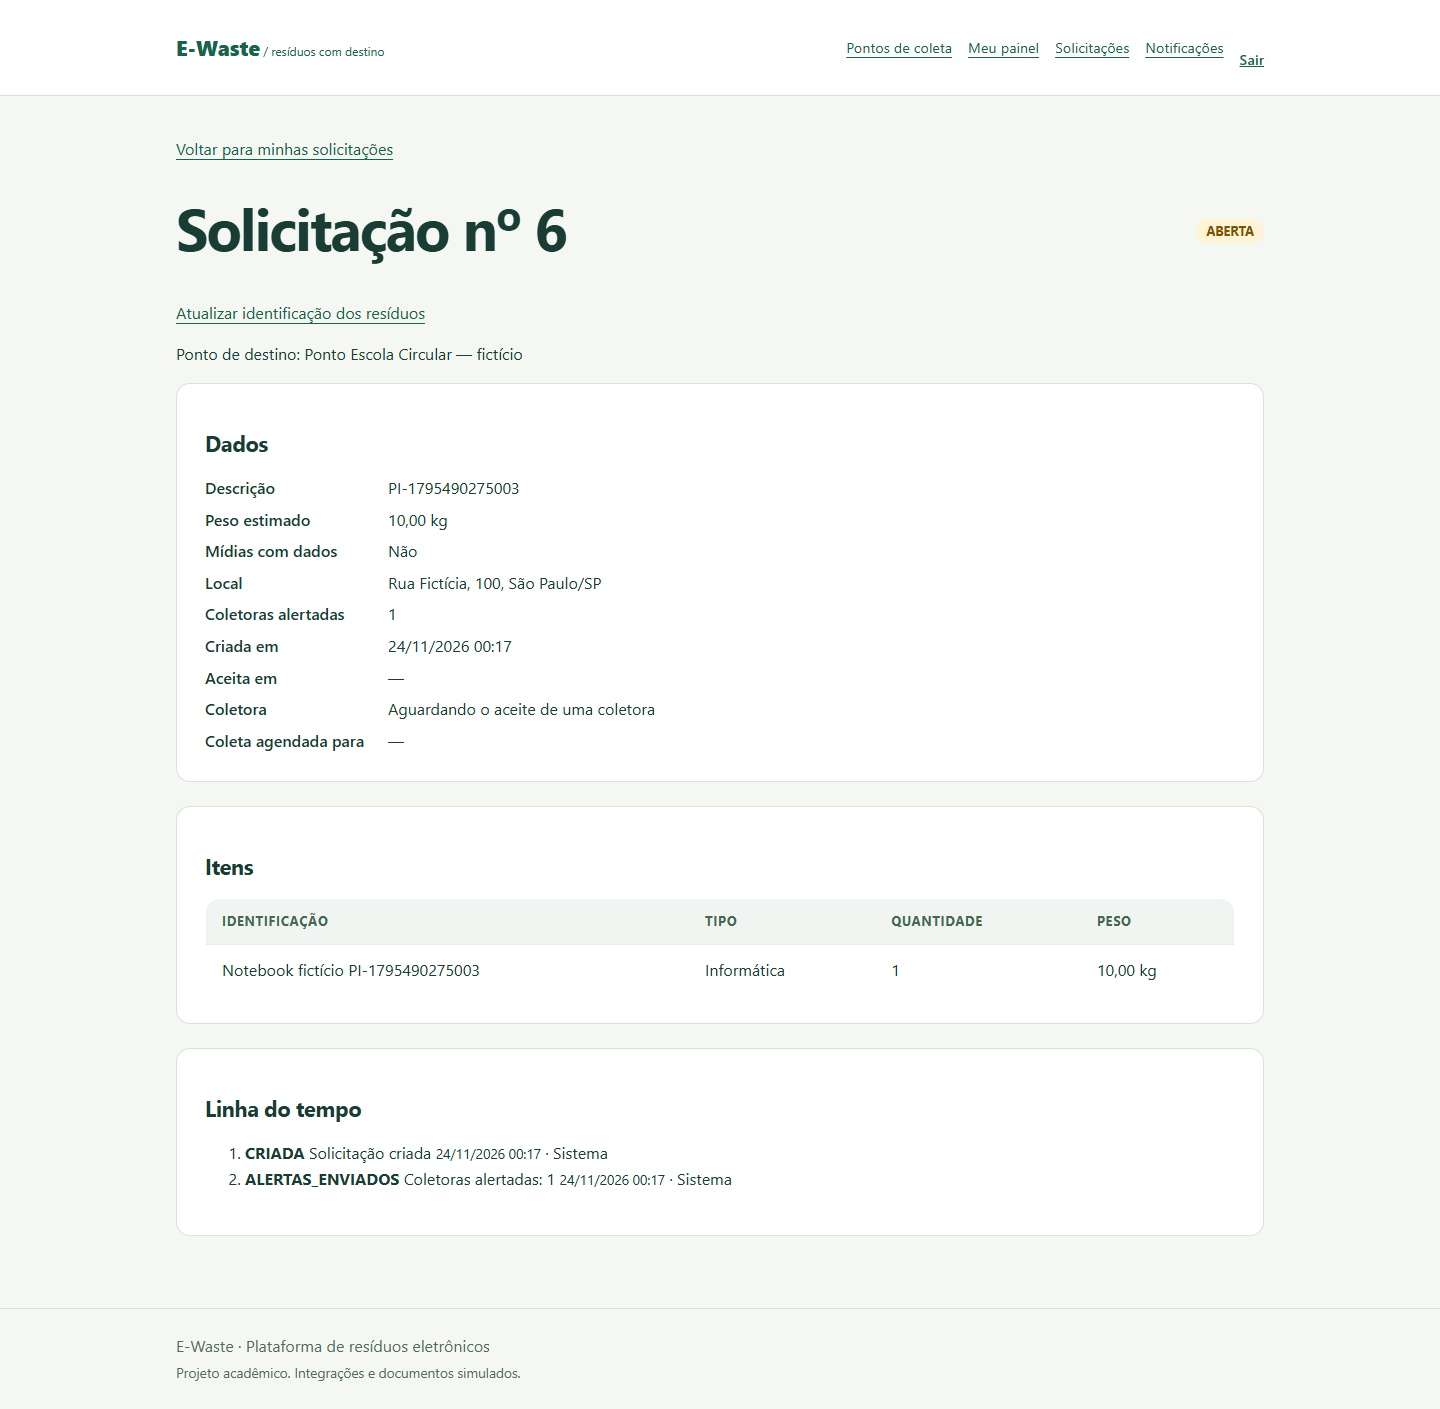 E-Waste / resíduos com destino
Pontos de coleta Meu painel Solicitações Notificações Sair
Voltar para minhas solicitações
Solicitação nº 6
ABERTA
Atualizar identificação dos resíduos
Ponto de destino: Ponto Escola Circular — fictício
Dados
Descrição PI-1795490275003
Peso estimado 10,00 kg
Mídias com dados Não
Local Rua Fictícia, 100, São Paulo/SP
Coletoras alertadas 1
Criada em 24/11/2026 00:17
Aceita em —
Coletora Aguardando o aceite de uma coletora
Coleta agendada para —
Itens
IDENTIFICAÇÃO TIPO QUANTIDADE PESO
Notebook fictício PI-1795490275003 Informática 1 10,00 kg
Linha do tempo
1. CRIADA Solicitação criada 24/11/2026 00:17 · Sistema
2. ALERTAS_ENVIADOS Coletoras alertadas: 1 24/11/2026 00:17 · Sistema
E-Waste · Plataforma de resíduos eletrônicos
Projeto acadêmico. Integrações e documentos simulados.